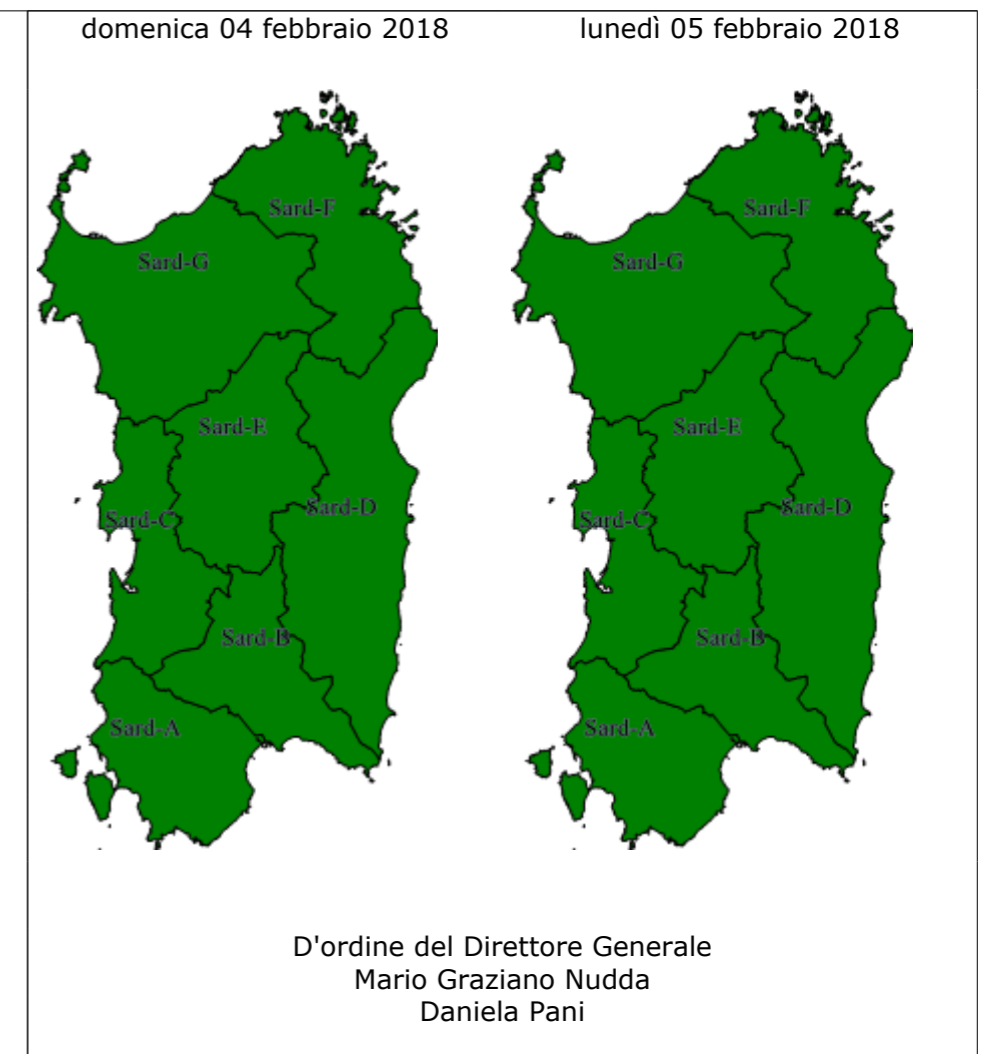 domenica 04 febbraio 2018
lunedì 05 febbraio 2018
Sard-F
Sard-G
Sard-E
Sard-D
Sard-C
Sard-B
Sard-A
Sard-F
Sard-G
Sard-E
Sard-D
Sard-C
Sard-B
Sard-A
D'ordine del Direttore Generale
Mario Graziano Nudda
Daniela Pani